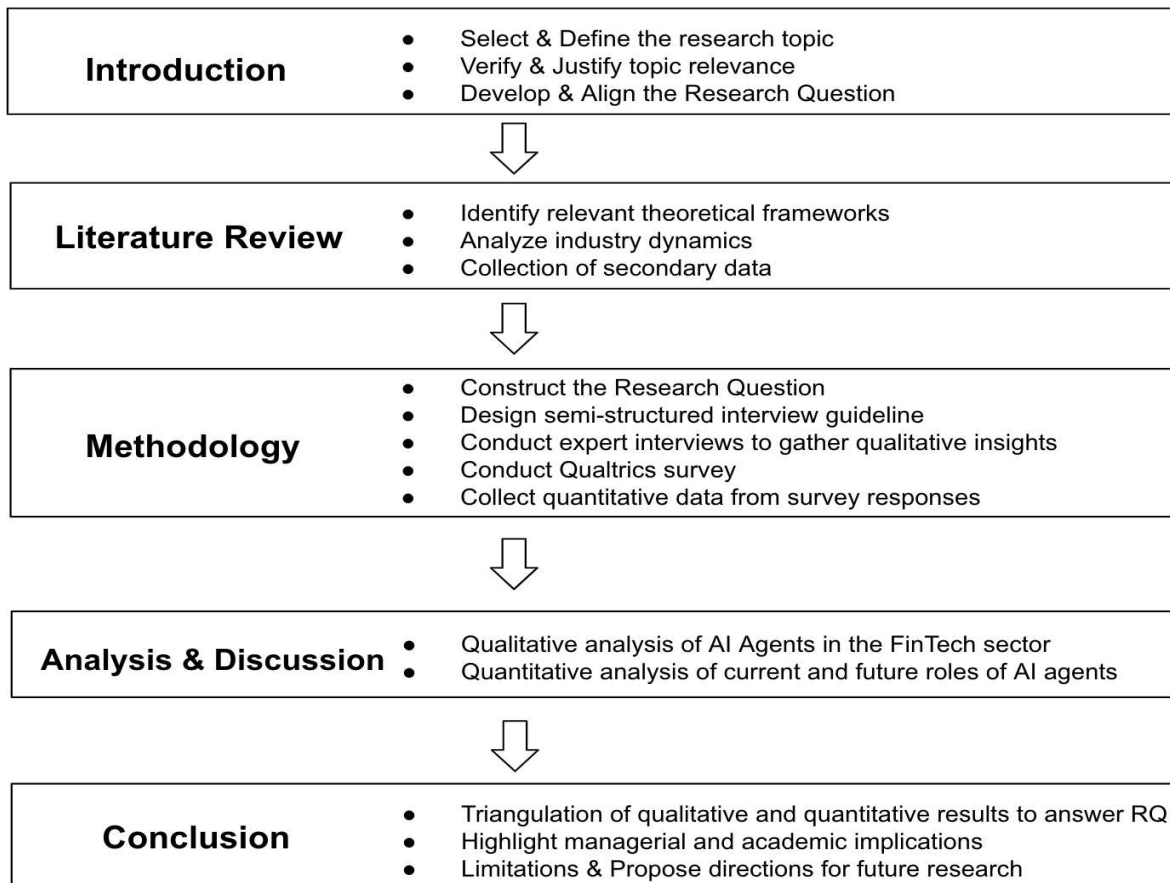 Introduction
● Select & Define the research topic
● Verify & Justify topic relevance
● Develop & Align the Research Question
Literature Review
● Identify relevant theoretical frameworks
● Analyze industry dynamics
● Collection of secondary data
Methodology
● Construct the Research Question
● Design semi-structured interview guideline
● Conduct expert interviews to gather qualitative insights
● Conduct Qualtrics survey
● Collect quantitative data from survey responses
Analysis & Discussion
● Qualitative analysis of AI Agents in the FinTech sector
● Quantitative analysis of current and future roles of AI agents
Conclusion
● Triangulation of qualitative and quantitative results to answer RQ
● Highlight managerial and academic implications
● Limitations & Propose directions for future research